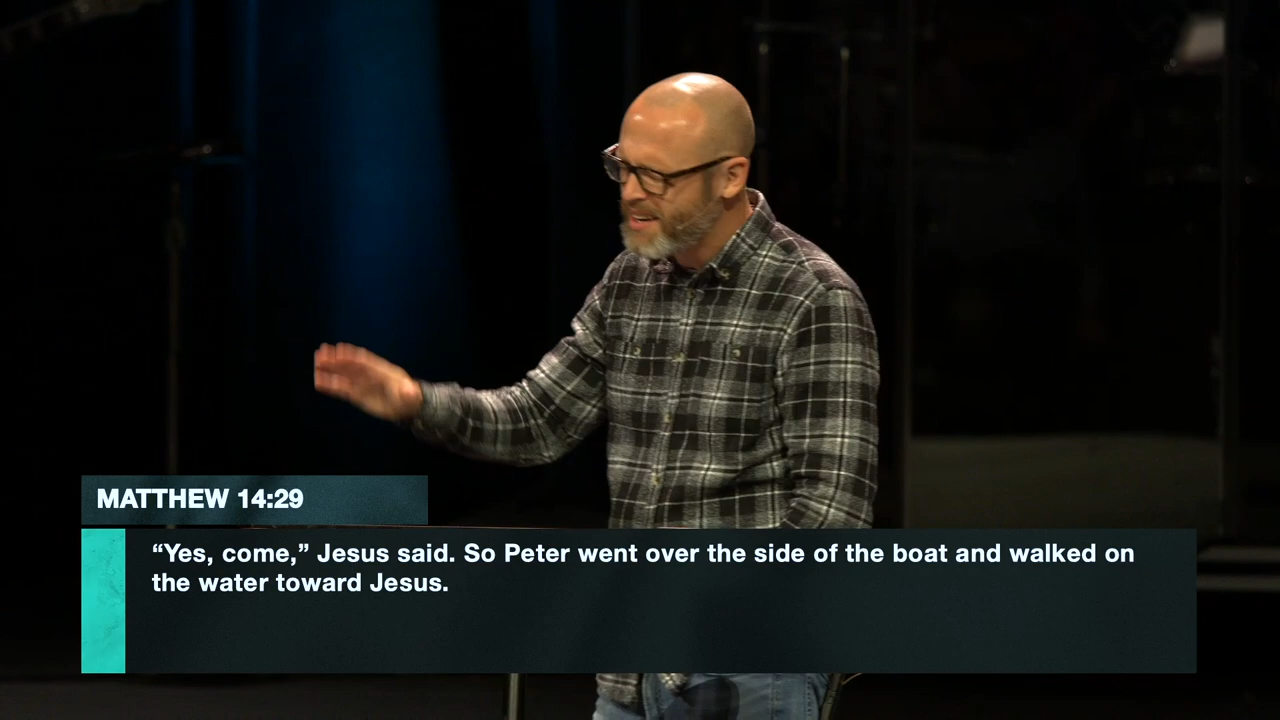 MATTHEW 14:29
“Yes, come,” Jesus said. So Peter went over the side of the boat and walked on
the water toward Jesus.